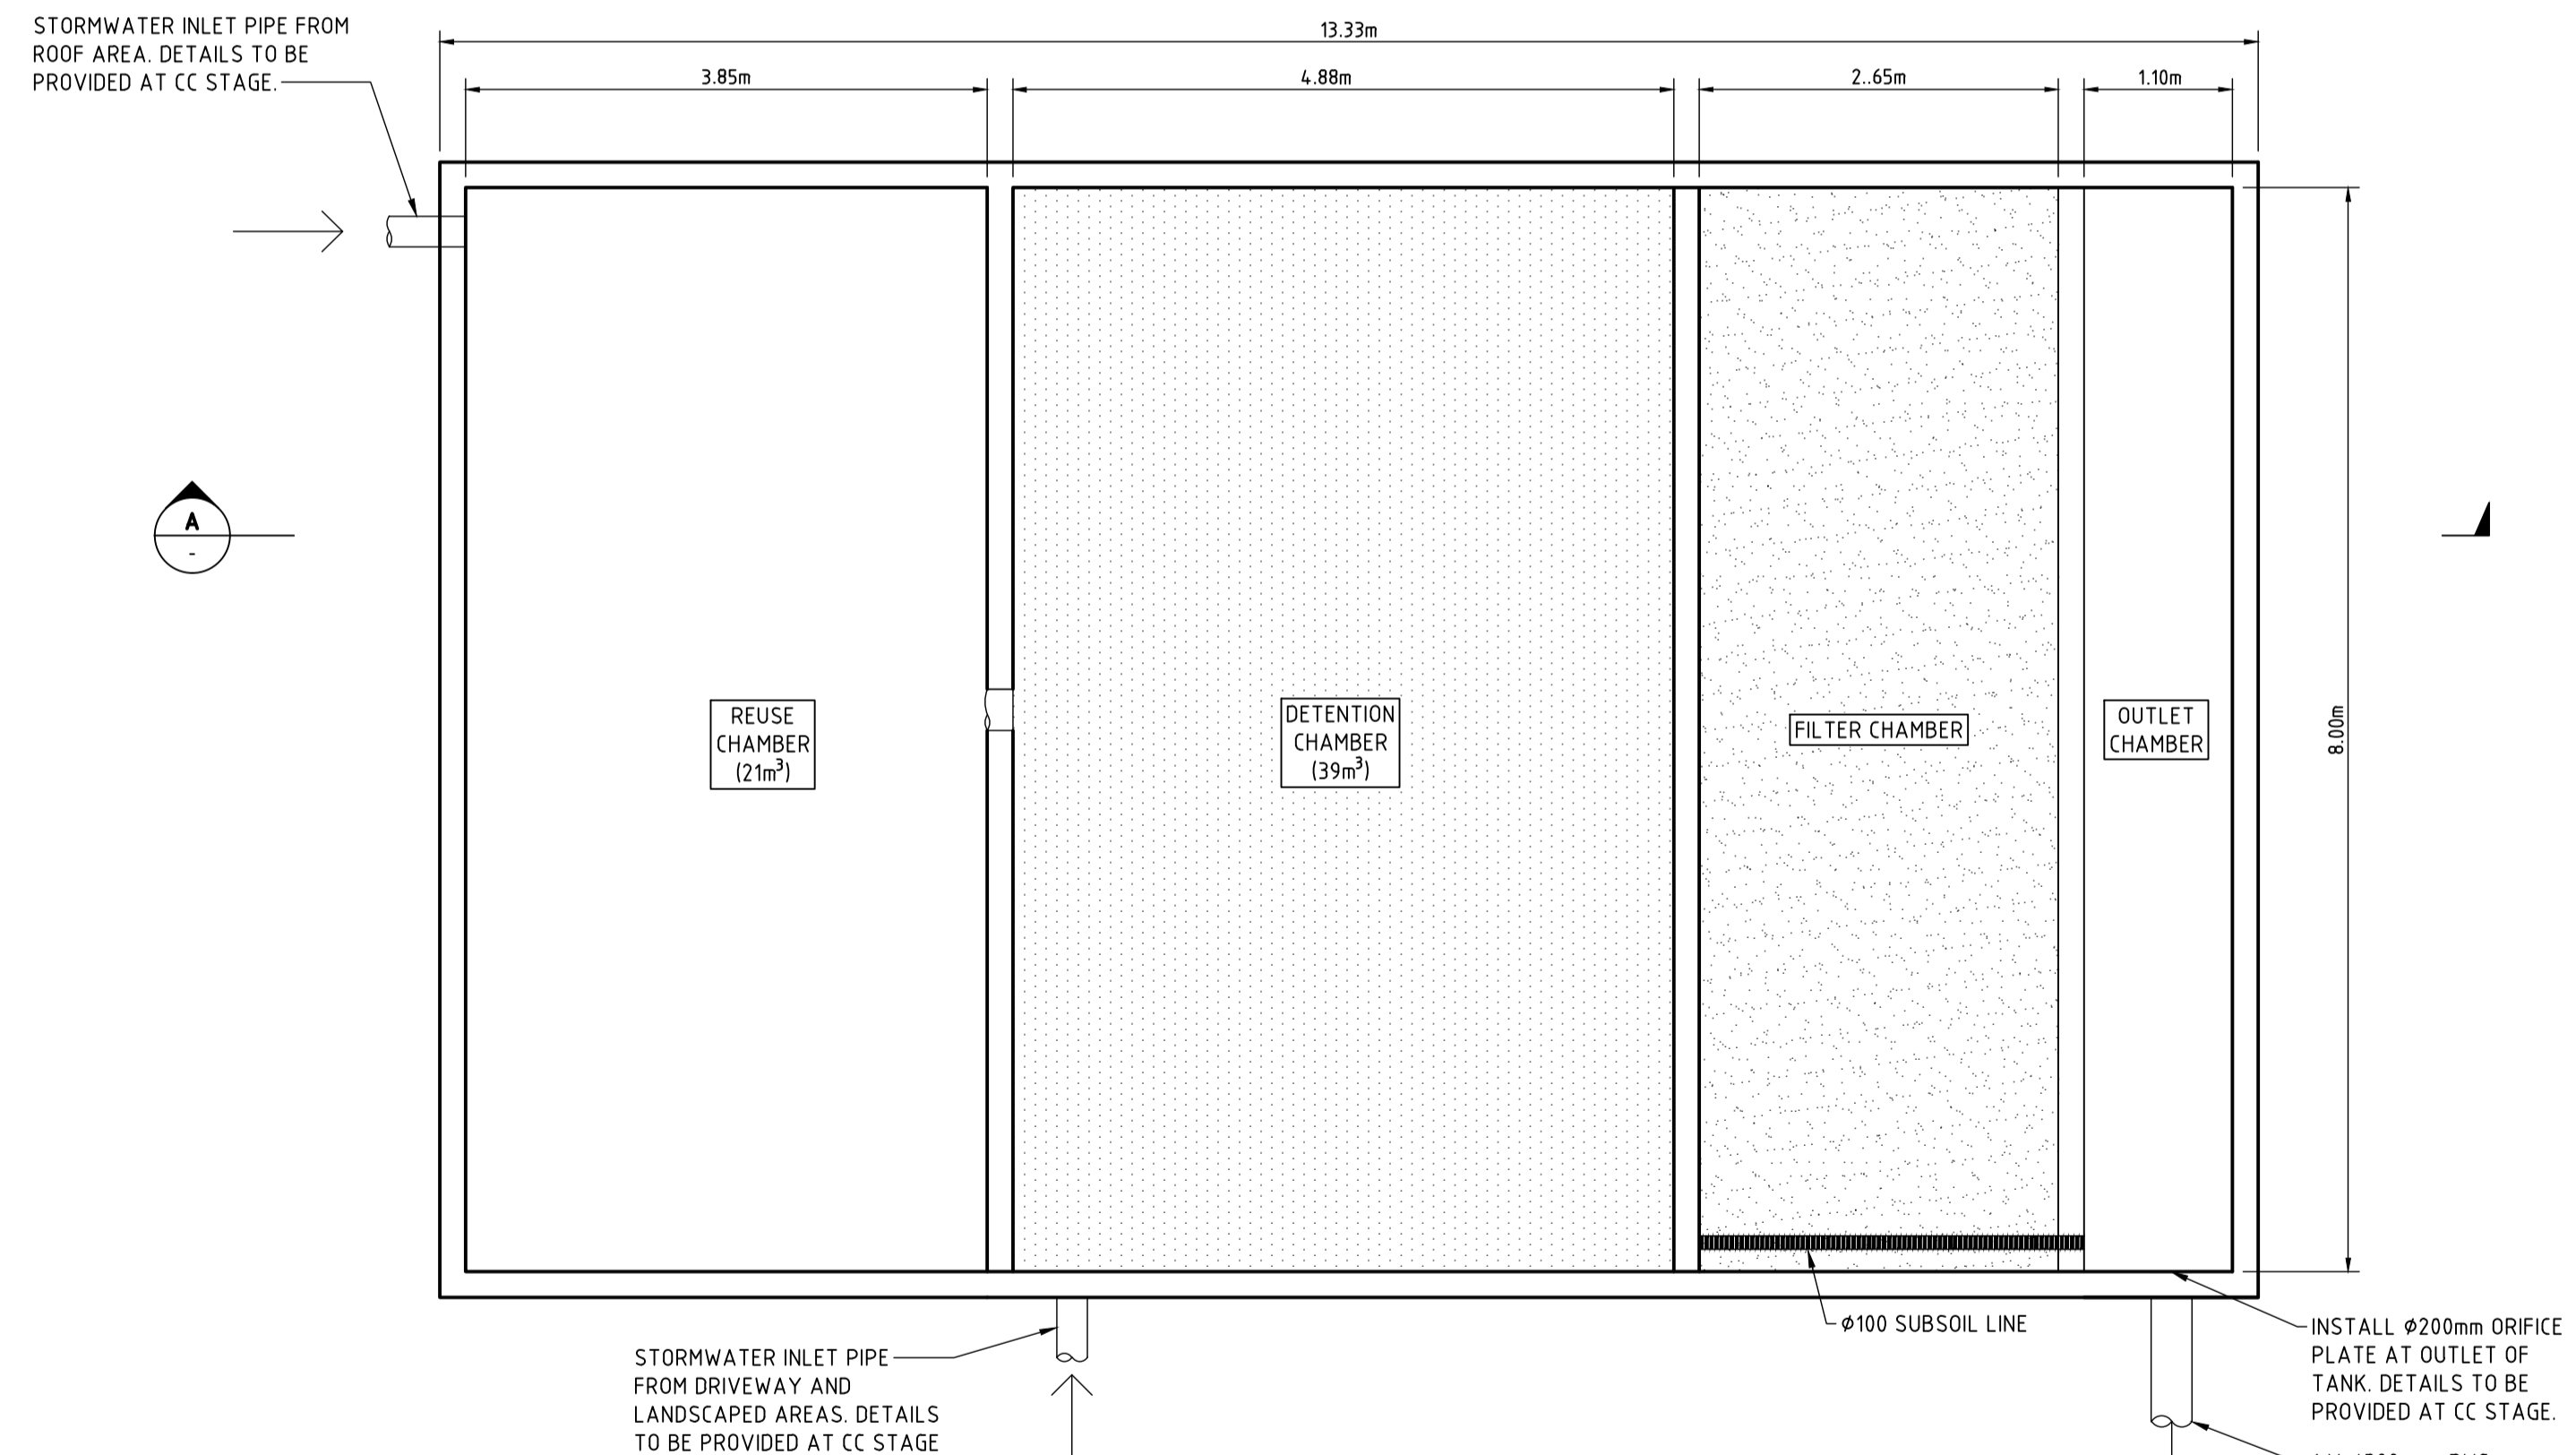 STORMWATER INLET PIPE FROM
ROOF AREA. DETAILS TO BE
PROVIDED AT CC STAGE.
13.33m
3.85m
4.88m
2..65m
1.10m
A
-
REUSE
CHAMBER
(21m³)
DETENTION
CHAMBER
(39m³)
FILTER CHAMBER
OUTLET
CHAMBER
8.00m
Ø100 SUBSOIL LINE
INSTALL Ø200mm ORIFICE
PLATE AT OUTLET OF
TANK. DETAILS TO BE
PROVIDED AT CC STAGE.
STORMWATER INLET PIPE
FROM DRIVEWAY AND
LANDSCAPED AREAS. DETAILS
TO BE PROVIDED AT CC STAGE